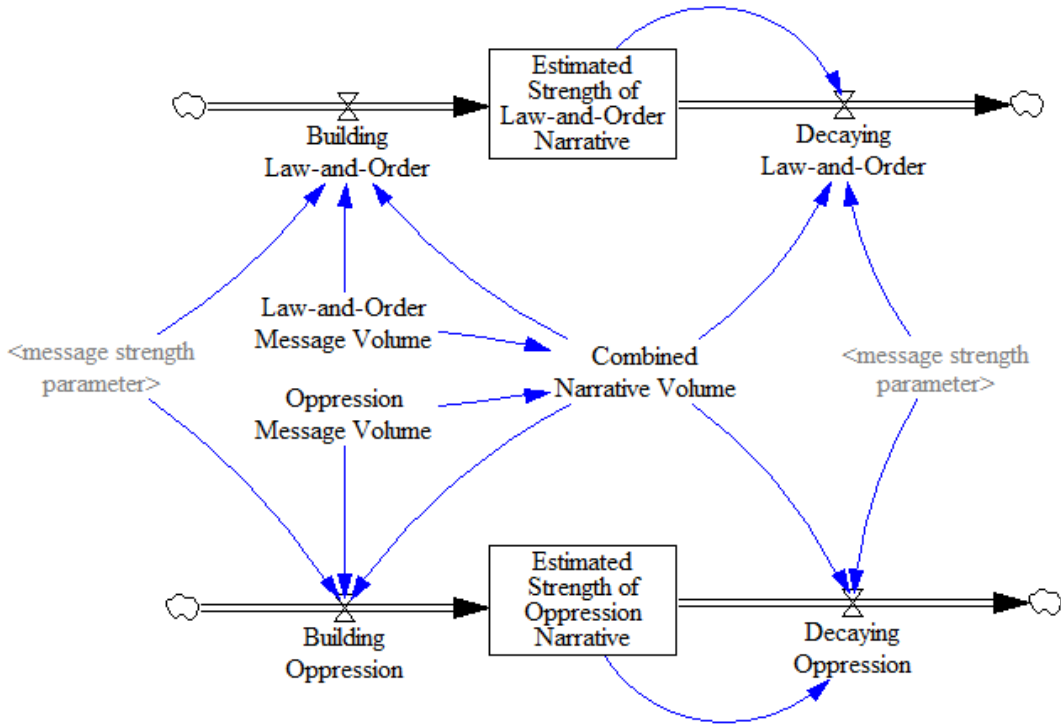 Estimated
Strength of
Law-and-Order
Narrative
Building
Law-and-Order
Decaying
Law-and-Order
Law-and-Order
Message Volume
<message strength
parameter>
Combined
Narrative Volume
<message strength
parameter>
Oppression
Message Volume
Estimated
Strength of
Oppression
Narrative
Building
Oppression
Decaying
Oppression